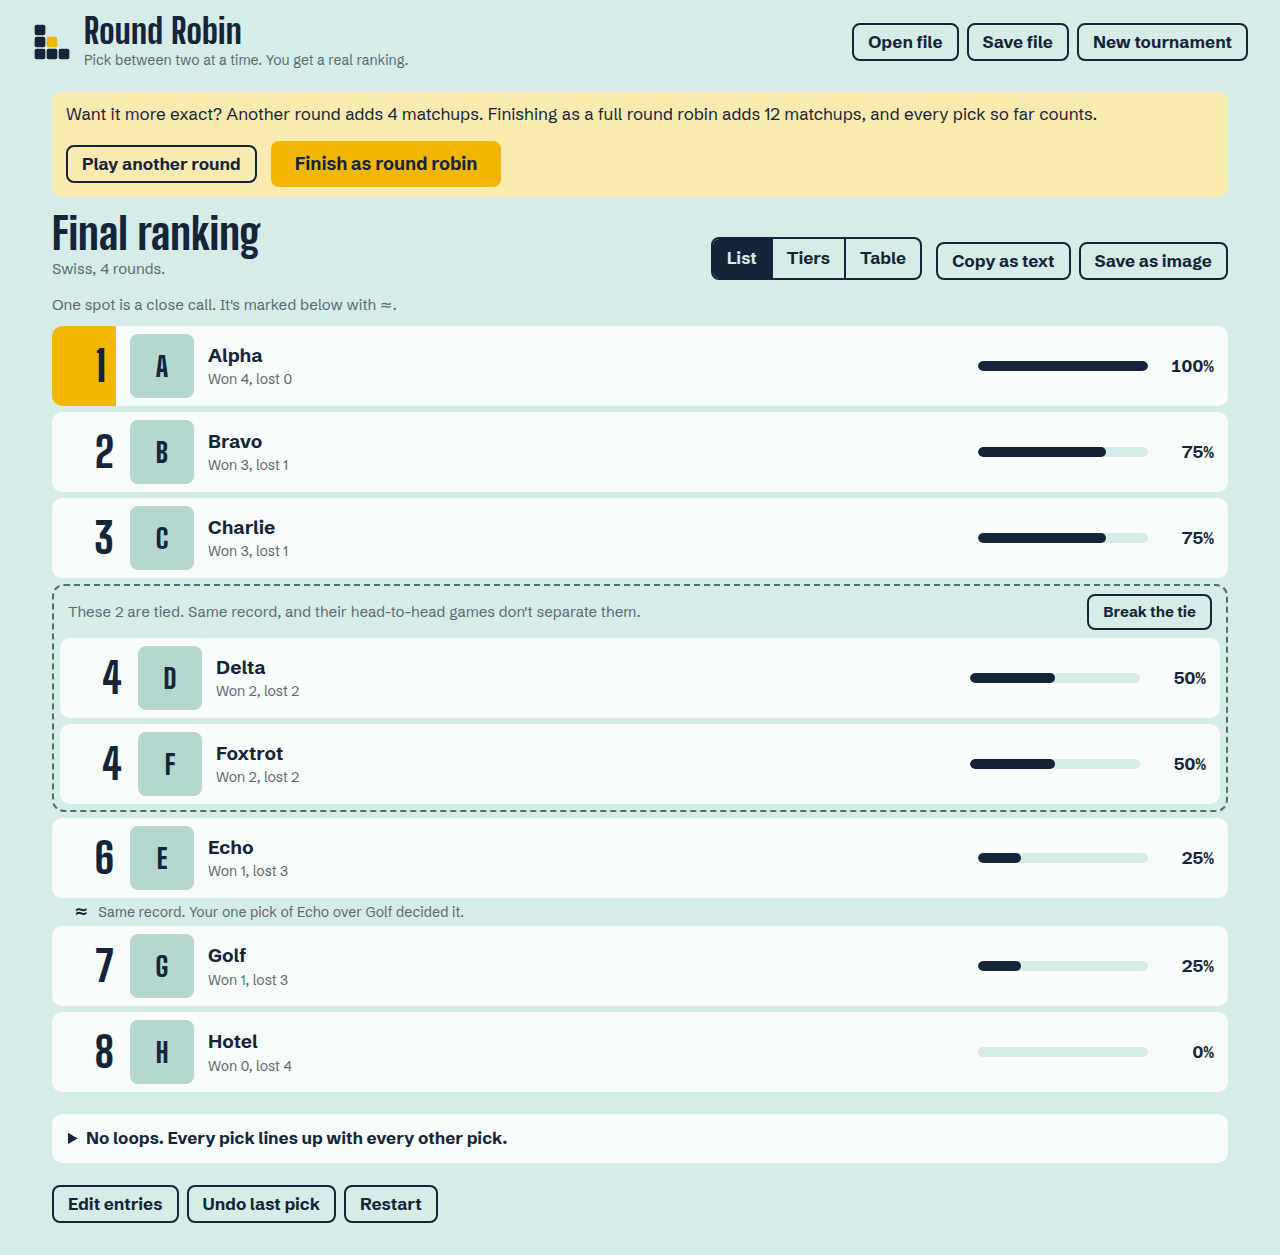 Round Robin
Pick between two at a time. You get a real ranking.
Open file
Save file
New tournament
Want it more exact? Another round adds 4 matchups. Finishing as a full round robin adds 12 matchups, and every pick so far counts.
Play another round
Finish as round robin
Final ranking
Swiss, 4 rounds.
List
Tiers
Table
Copy as text
Save as image
One spot is a close call. It's marked below with ≈.
1
A
Alpha
Won 4, lost 0
100%
2
B
Bravo
Won 3, lost 1
75%
3
C
Charlie
Won 3, lost 1
75%
These 2 are tied. Same record, and their head-to-head games don't separate them.
Break the tie
4
D
Delta
Won 2, lost 2
50%
4
F
Foxtrot
Won 2, lost 2
50%
6
E
Echo
Won 1, lost 3
25%
≈ Same record. Your one pick of Echo over Golf decided it.
7
G
Golf
Won 1, lost 3
25%
8
H
Hotel
Won 0, lost 4
0%
No loops. Every pick lines up with every other pick.
Edit entries
Undo last pick
Restart